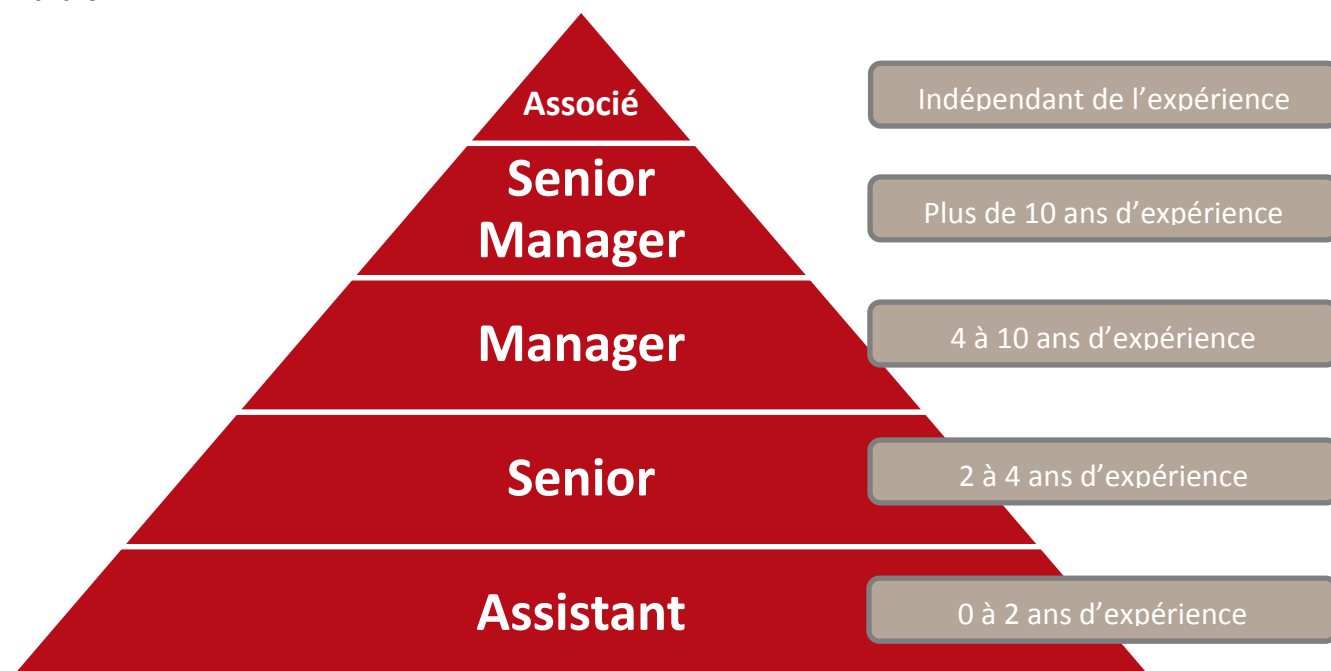 Associé
Indépendant de l’expérience
Senior
Manager
Plus de 10 ans d’expérience
Manager
4 à 10 ans d’expérience
Senior
2 à 4 ans d’expérience
Assistant
0 à 2 ans d’expérience